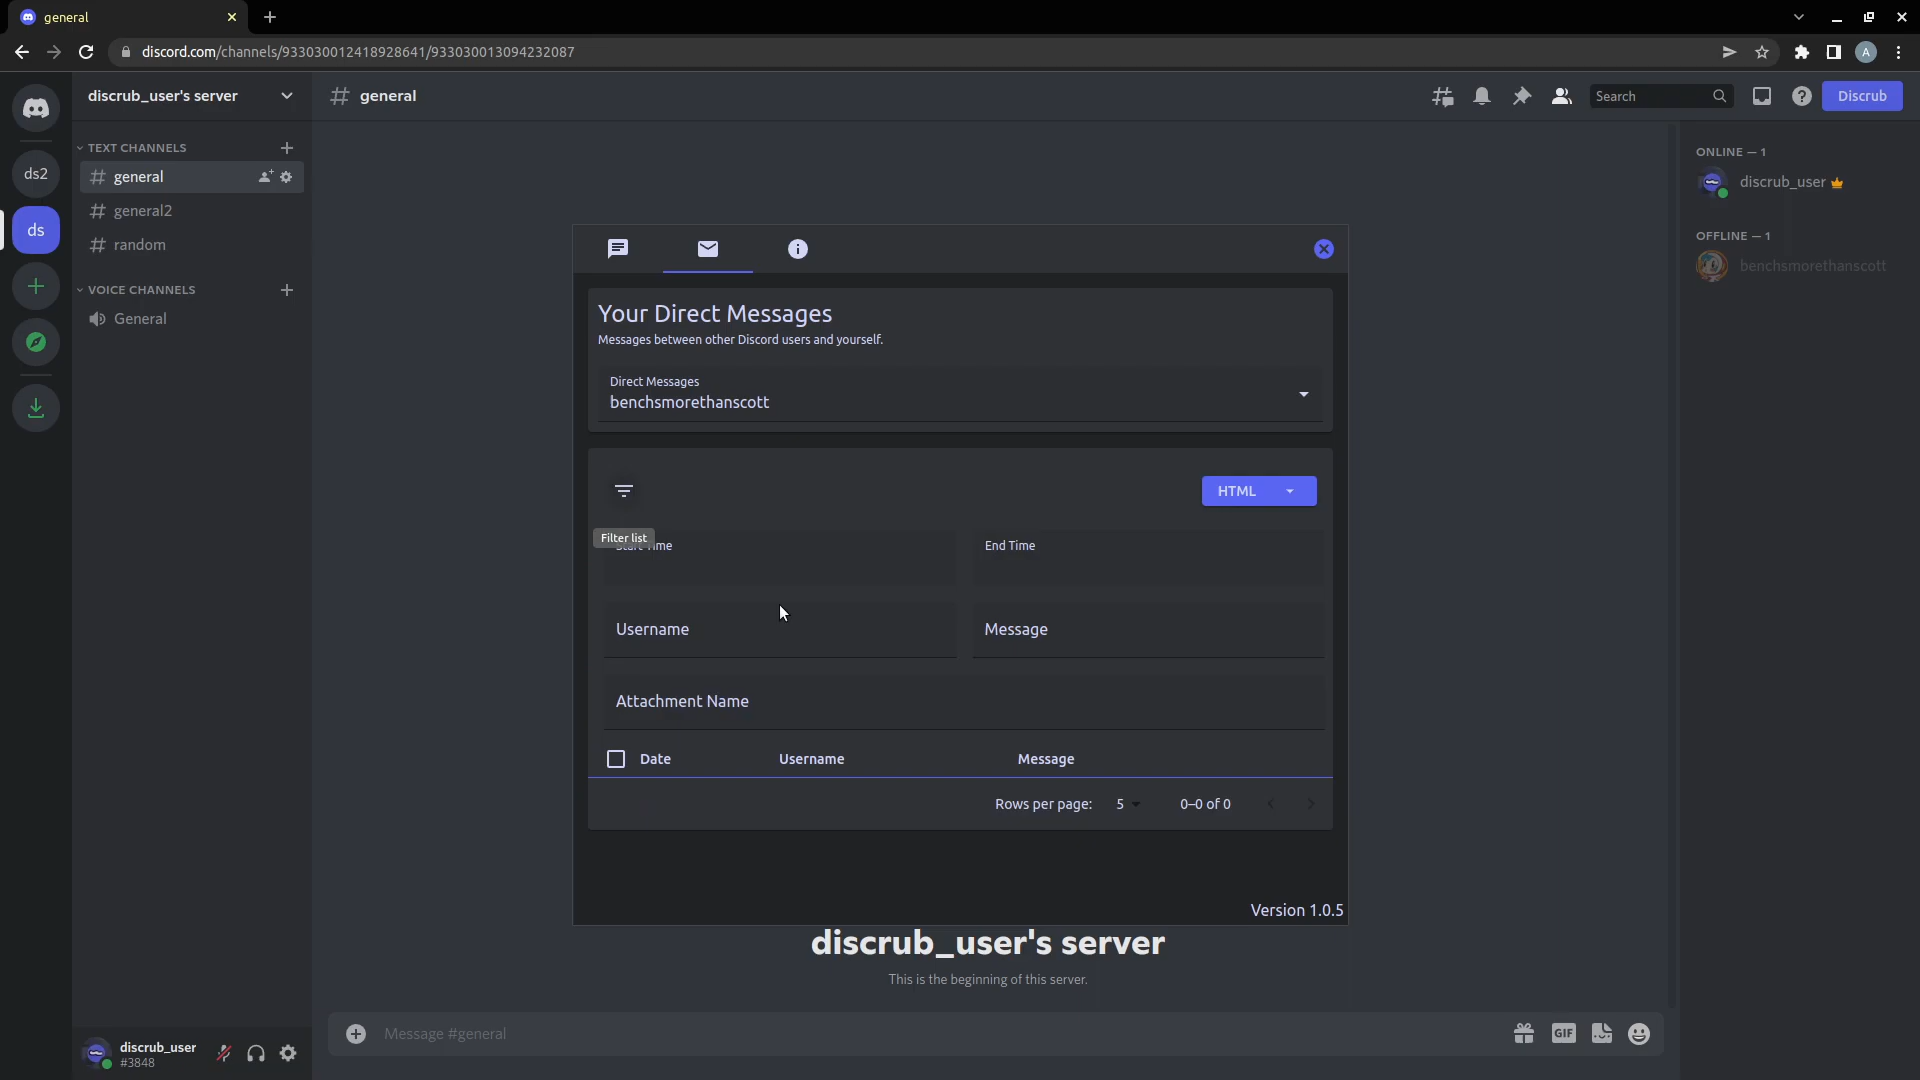 general
discord.com/channels/933030012418928641/933030013094232087
A
discrub_user's server
general
Search
Discrub
TEXT CHANNELS
ds2
general
general2
ds
random
VOICE CHANNELS
General
ONLINE — 1
discrub_user
OFFLINE — 1
benchsmorethanscott
Your Direct Messages
Messages between other Discord users and yourself.
Direct Messages
benchsmorethanscott
HTML
Filter list
Start Time
End Time
Username
Message
Attachment Name
Date Username Message
Rows per page: 5 0–0 of 0
Version 1.0.5
discrub_user's server
This is the beginning of this server.
Message #general
GIF
discrub_user
#3848